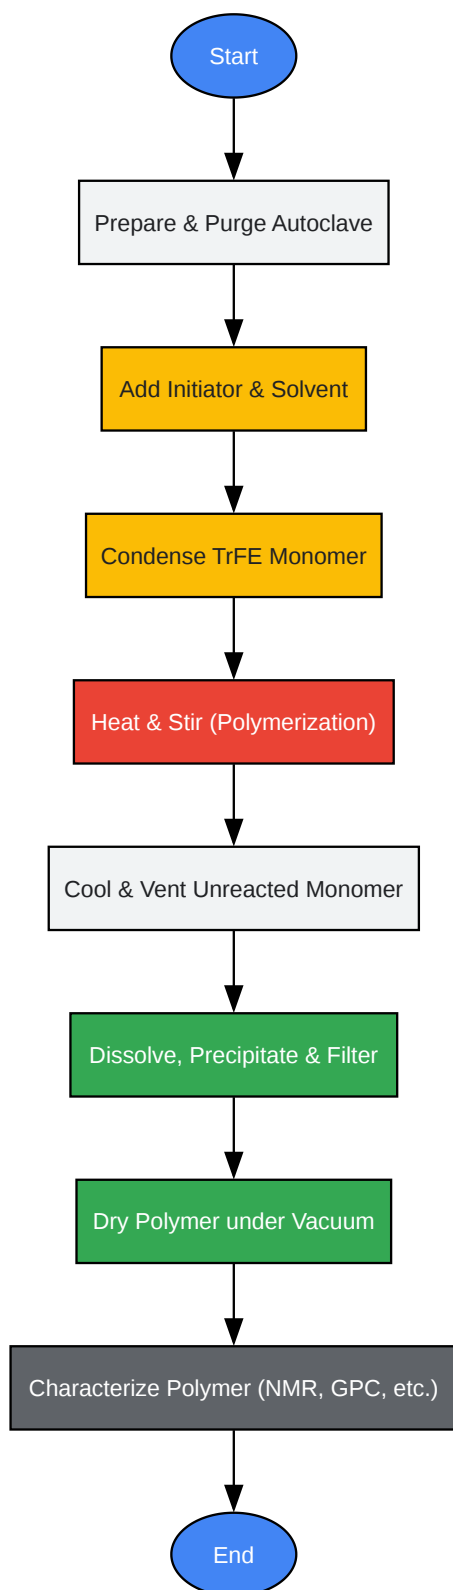 Start
Prepare & Purge Autoclave
Add Initiator & Solvent
Condense TrFE Monomer
Heat & Stir (Polymerization)
Cool & Vent Unreacted Monomer
Dissolve, Precipitate & Filter
Dry Polymer under Vacuum
Characterize Polymer (NMR, GPC, etc.)
End